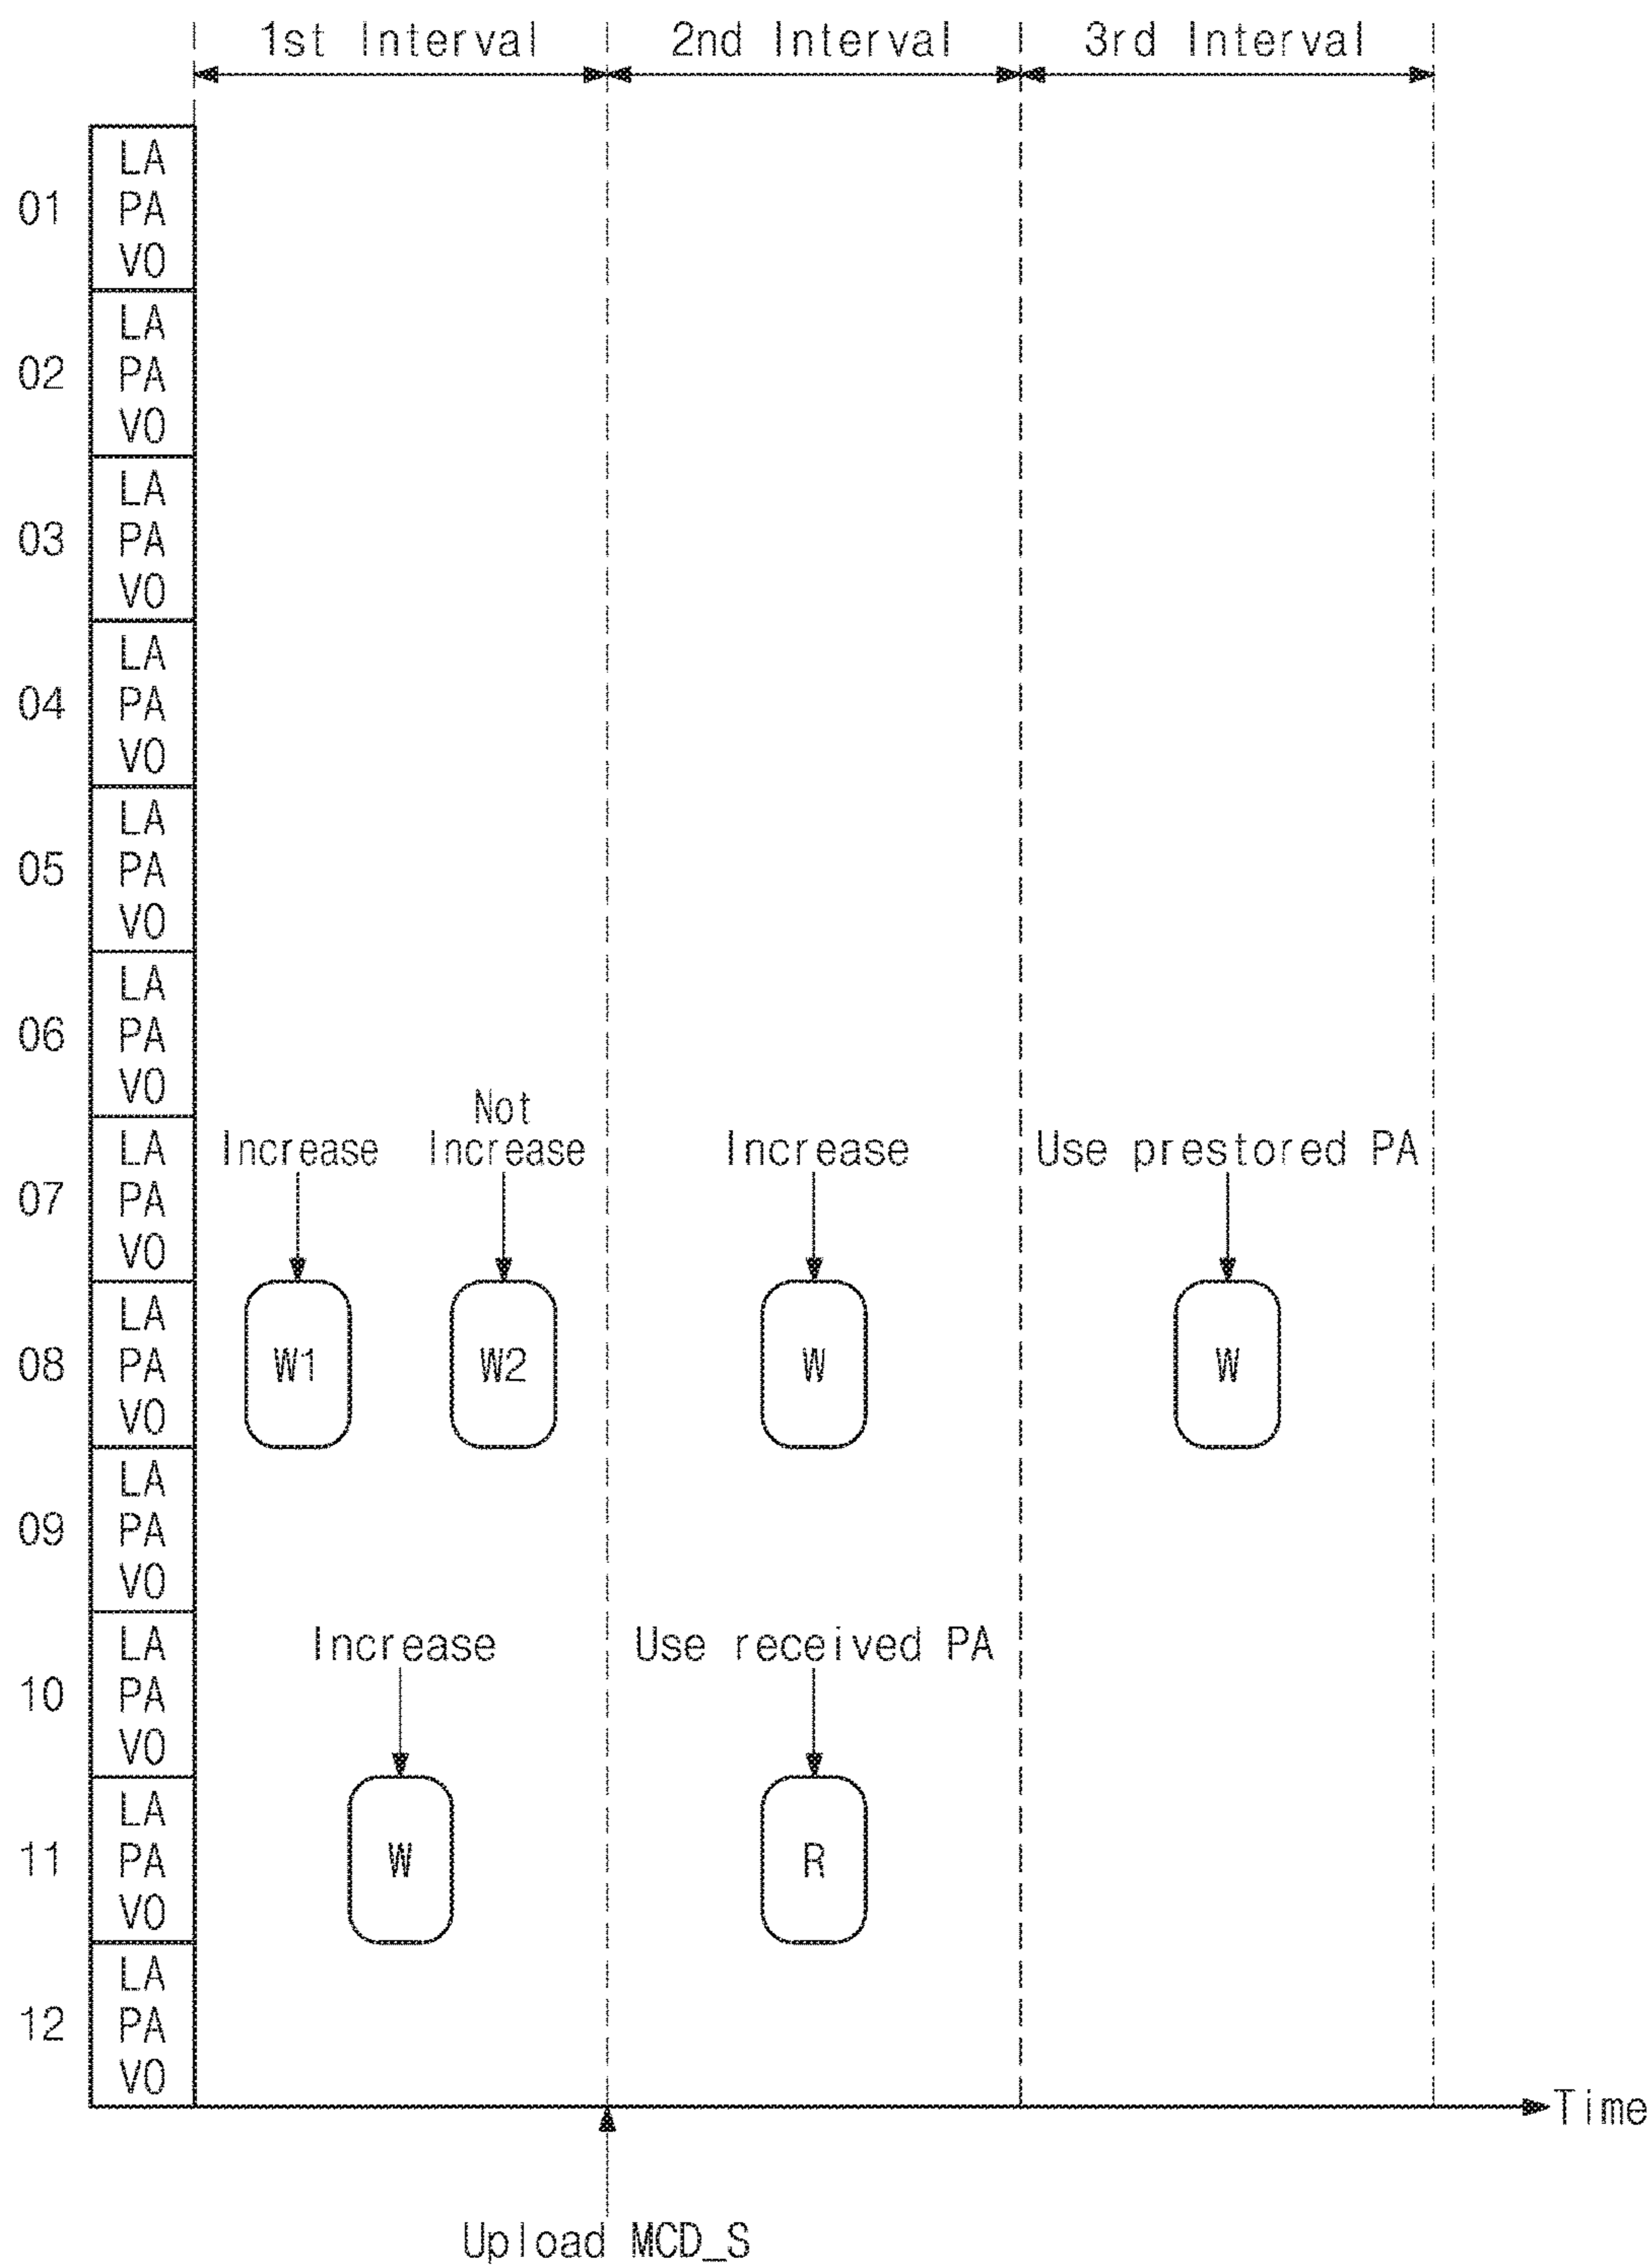 1st Interval 2nd Interval 3rd Interval
LA
01 PA
VO
LA
02 PA
VO
LA
03 PA
VO
LA
04 PA
VO
LA
05 PA
VO
LA
06 PA
VO
Not
LA Increase Increase Increase Use prestored PA
07 PA
VO
LA
08 PA W1 W2 W W
VO
LA
09 PA
VO
LA Increase Use received PA
10 PA
VO
LA
11 PA W R
VO
LA
12 PA
VO
Time
Upload MCD_S